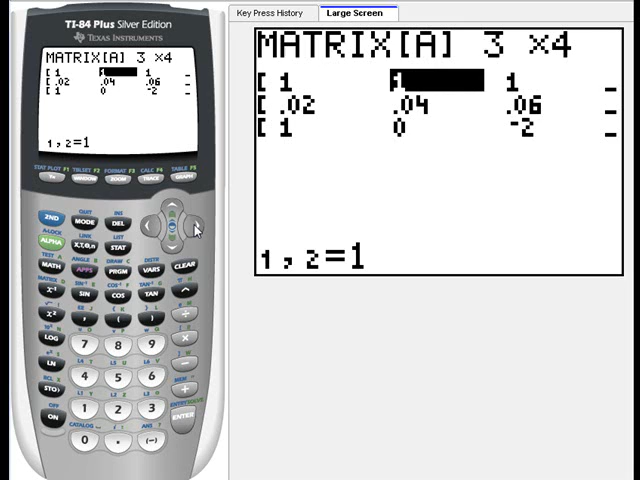 Key Press History
Large Screen
TI-84 Plus Silver Edition
TEXAS INSTRUMENTS
MATRIX[A] 3 ×4
[ 1 1 1 _
[ .02 .04 .06 _
[ 1 0 -2 _
1,2=1
MATRIX[A] 3 ×4
[ 1 1 1 _
[ .02 .04 .06 _
[ 1 0 -2 _
1,2=1
STAT PLOT F1 TBLSET F2 FORMAT F3 CALC F4 TABLE F5
Y= WINDOW ZOOM TRACE GRAPH
QUIT INS
2ND MODE DEL
A-LOCK LINK LIST
ALPHA X,T,θ,n STAT
TEST A ANGLE B DRAW C DISTR
MATH APPS PRGM VARS CLEAR
MATRIX D SIN-1 E COS-1 F TAN-1 G π H
x-1 SIN COS TAN ^
x2 , ( ) ÷
LOG 7 8 9 ×
LN 4 5 6 −
RCL
STO› 1 2 3 +
OFF CATALOG ANS ENTRY SOLVE
ON 0 . (−) ENTER